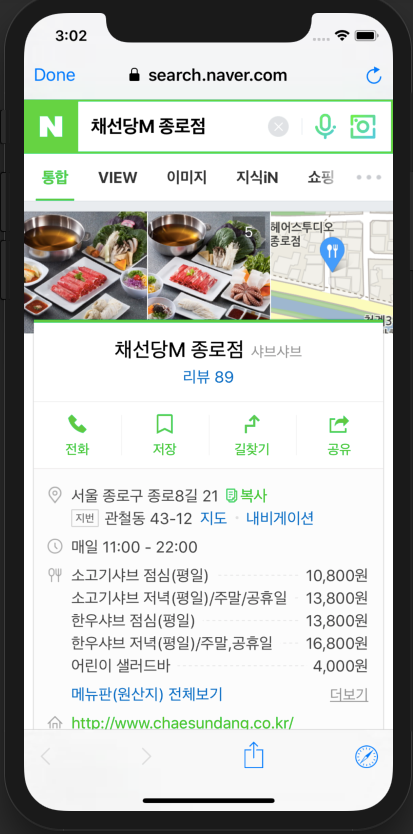 3:02
Done search.naver.com
N 채선당M 종로점
통합 VIEW 이미지 지식iN 쇼핑
5
헤어스투디오
종로점
청계3
채선당M 종로점 샤브샤브
리뷰 89
전화 저장 길찾기 공유
서울 종로구 종로8길 21 복사
지번 관철동 43-12 지도 · 내비게이션
매일 11:00 - 22:00
소고기샤브 점심(평일) 10,800원
소고기샤브 저녁(평일)/주말/공휴일 13,800원
한우샤브 점심(평일) 13,800원
한우샤브 저녁(평일)/주말,공휴일 16,800원
어린이 샐러드바 4,000원
메뉴판(원산지) 전체보기 더보기
http://www.chaesundang.co.kr/